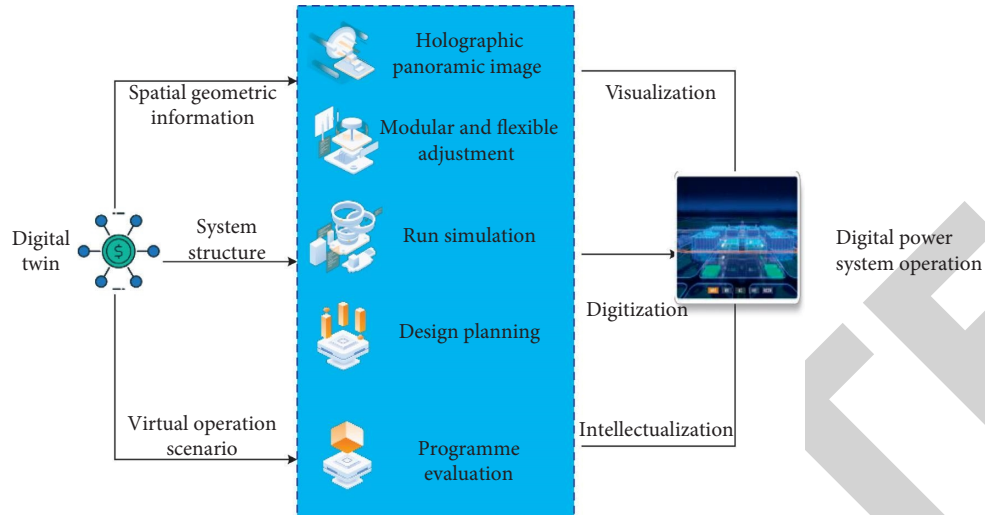 Digital
twin
Spatial geometric
information
System
structure
Virtual operation
scenario
$
Holographic
panoramic image
Modular and flexible
adjustment
Run simulation
Design planning
Programme
evaluation
Visualization
Digitization
Intellectualization
Digital power
system operation